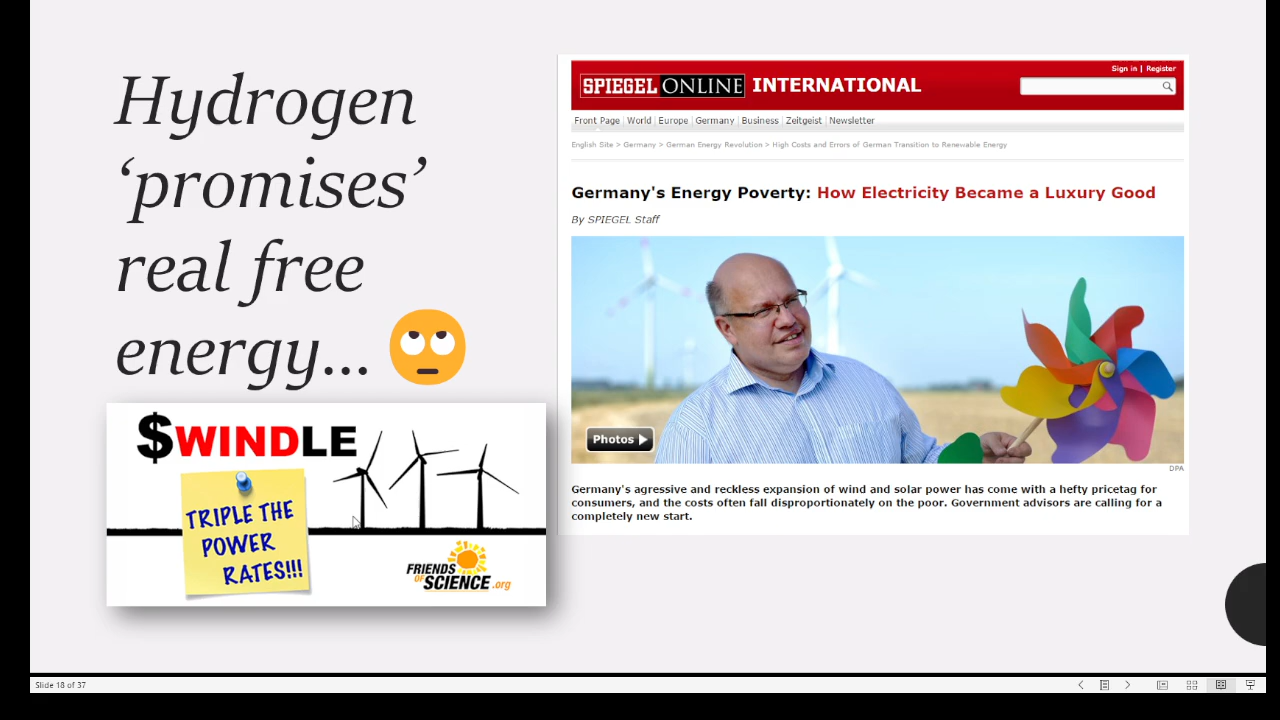 Hydrogen
‘promises’
real free
energy...
$WINDLE
TRIPLE THE
POWER
RATES!!!
FRIENDS
OF SCIENCE.org
Sign in | Register
SPIEGEL ONLINE INTERNATIONAL
Front Page | World | Europe | Germany | Business | Zeitgeist | Newsletter
English Site > Germany > German Energy Revolution > High Costs and Errors of German Transition to Renewable Energy
Germany's Energy Poverty: How Electricity Became a Luxury Good
By SPIEGEL Staff
Photos
DPA
Germany's agressive and reckless expansion of wind and solar power has come with a hefty pricetag for
consumers, and the costs often fall disproportionately on the poor. Government advisors are calling for a
completely new start.
Slide 18 of 37